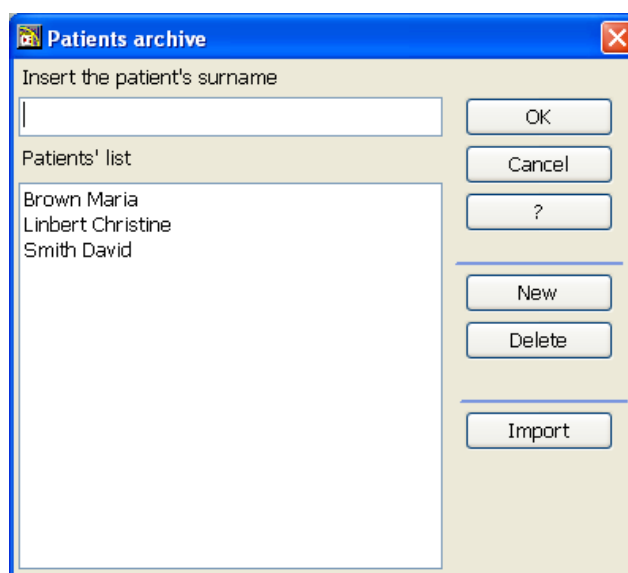 Patients archive
Insert the patient's surname
OK
Patients' list
Cancel
Brown Maria
Linbert Christine
Smith David
?
New
Delete
Import